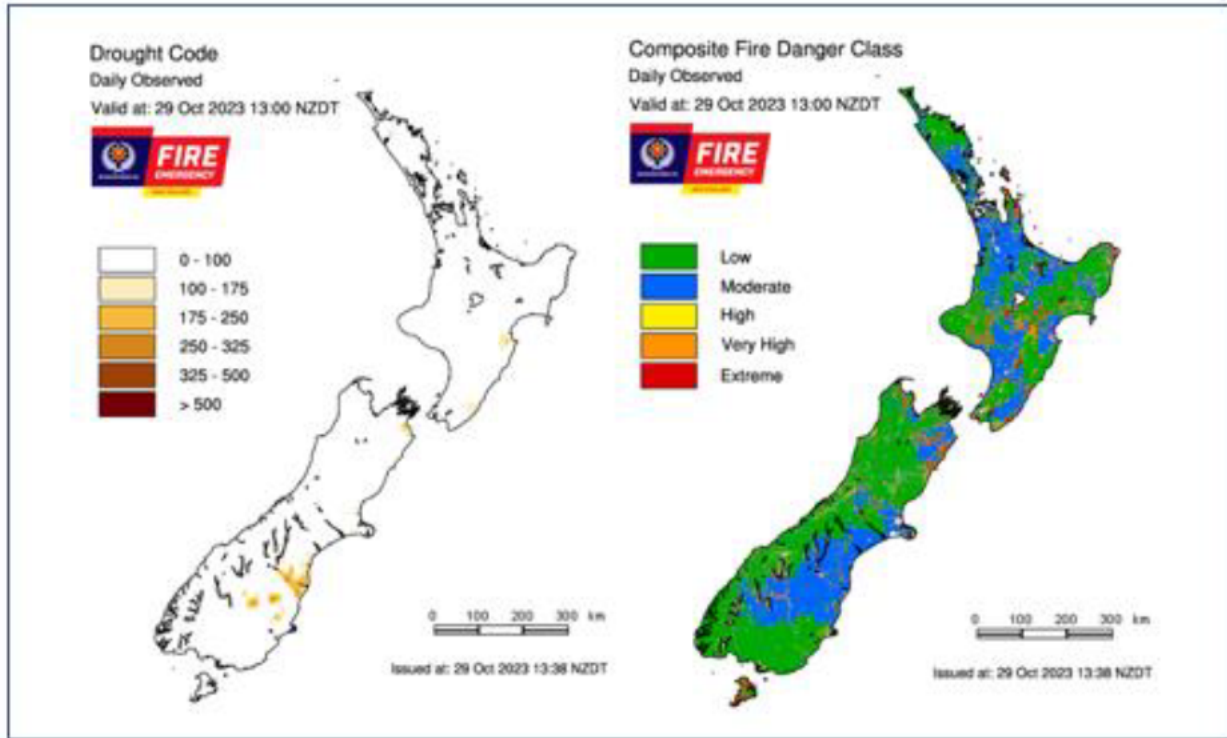 Drought Code
Daily Observed
Valid at: 29 Oct 2023 13:00 NZDT
FIRE
EMERGENCY
0 - 100
100 - 175
175 - 250
250 - 325
325 - 500
> 500
0 100 200 300 km
Issued at: 29 Oct 2023 13:38 NZDT
Composite Fire Danger Class
Daily Observed
Valid at: 29 Oct 2023 13:00 NZDT
FIRE
EMERGENCY
Low
Moderate
High
Very High
Extreme
0 100 200 300 km
Issued at: 29 Oct 2023 13:38 NZDT